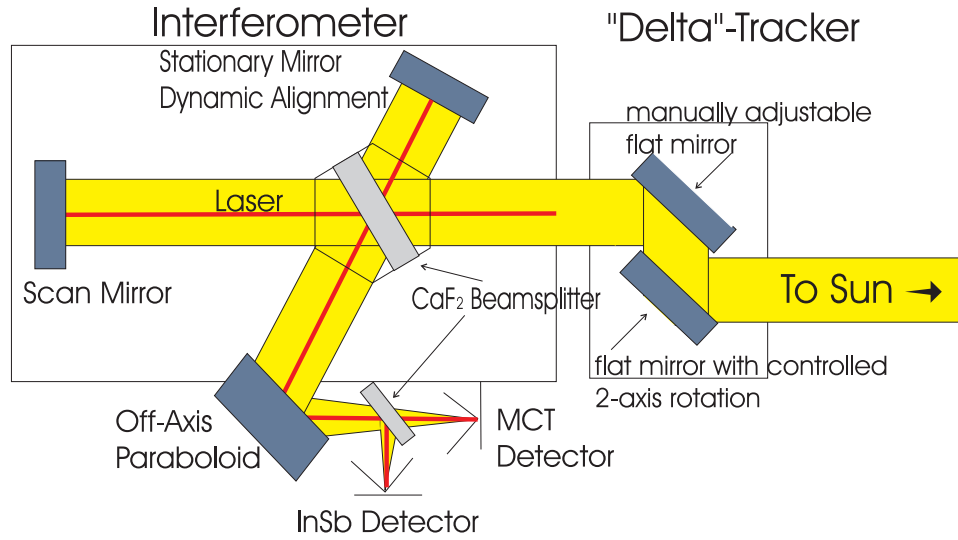 Interferometer
"Delta"-Tracker
Stationary Mirror
Dynamic Alignment
manually adjustable
flat mirror
Laser
Scan Mirror
CaF2 Beamsplitter
To Sun →
flat mirror with controlled
2-axis rotation
Off-Axis
Paraboloid
MCT
Detector
InSb Detector